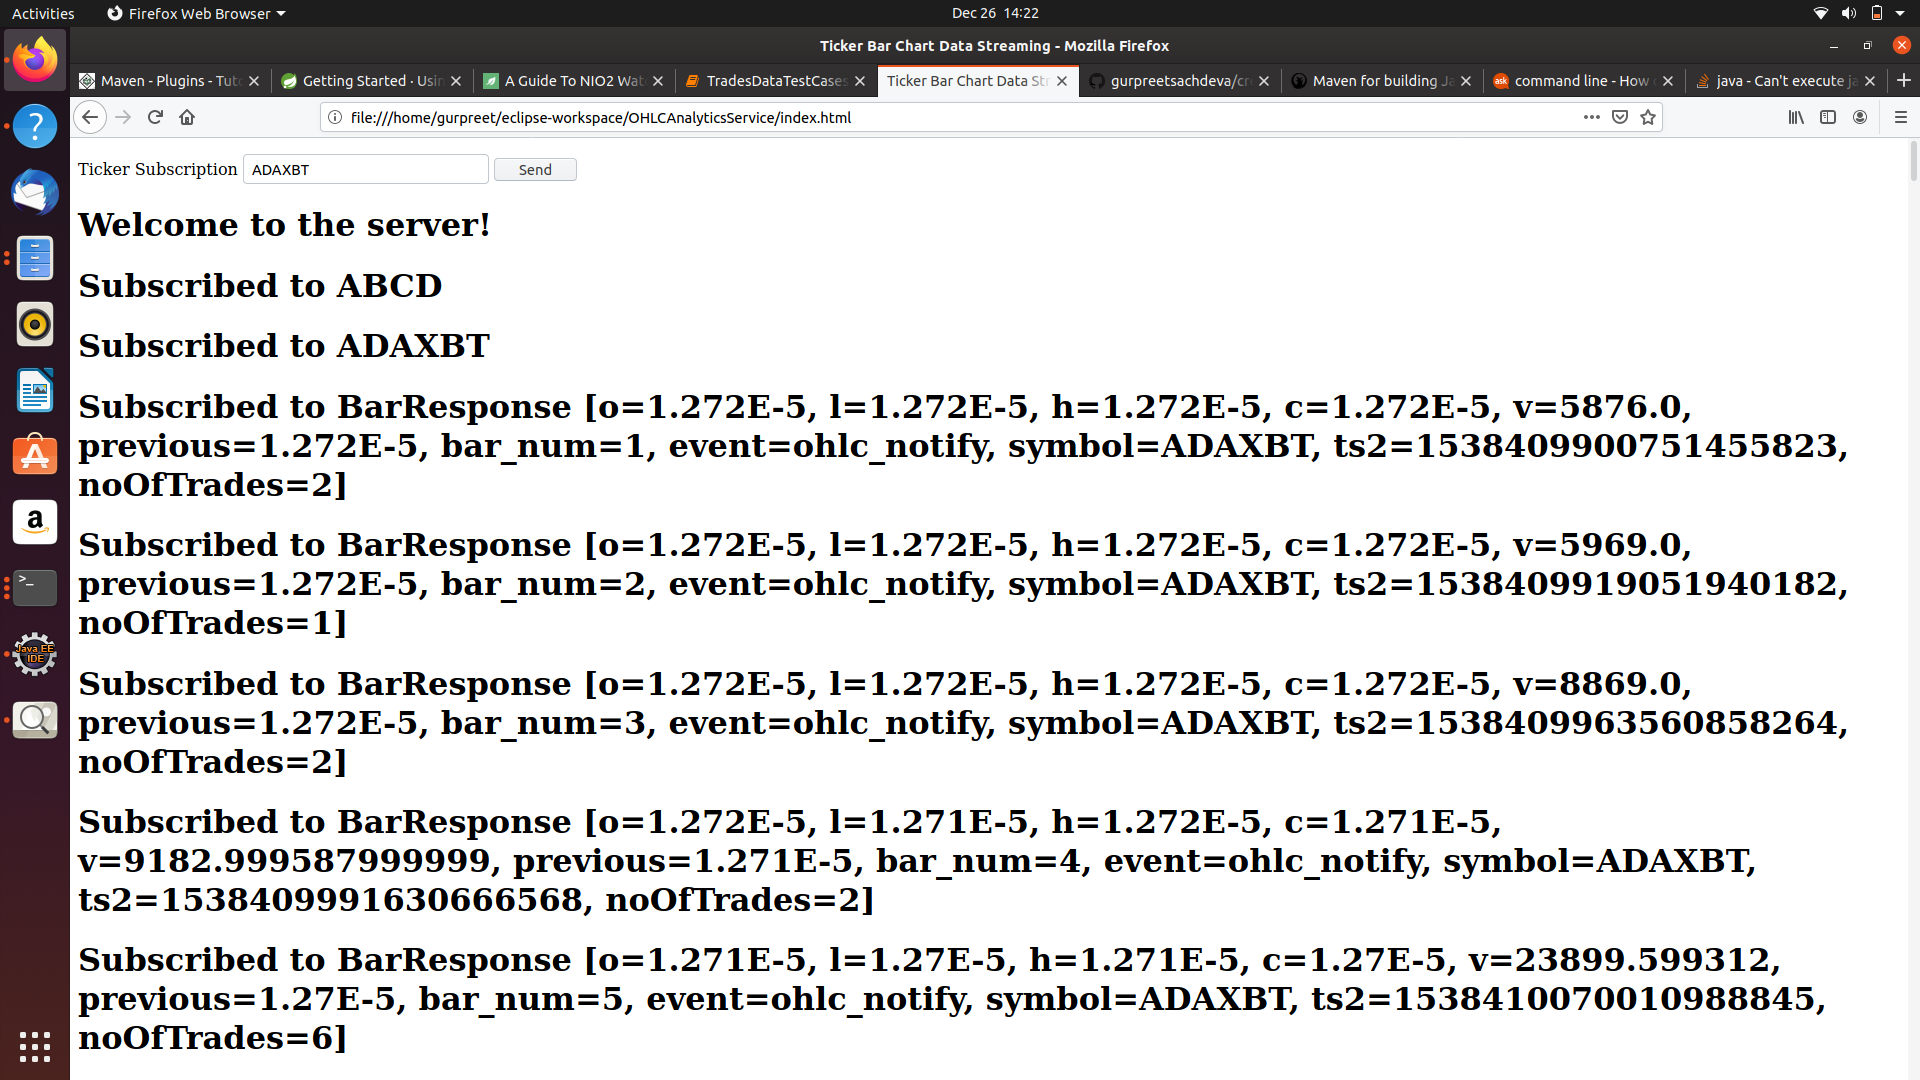 Activities
Firefox Web Browser
Dec 26 14:22
Ticker Bar Chart Data Streaming - Mozilla Firefox
Maven - Plugins - Tut
Getting Started · Usin
A Guide To NIO2 Wat
TradesDataTestCases
Ticker Bar Chart Data Str
gurpreetsachdeva/cr
Maven for building Ja
command line - How
java - Can't execute ja
file:///home/gurpreet/eclipse-workspace/OHLCAnalyticsService/index.html
Ticker Subscription ADAXBT Send
Welcome to the server!
Subscribed to ABCD
Subscribed to ADAXBT
Subscribed to BarResponse [o=1.272E-5, l=1.272E-5, h=1.272E-5, c=1.272E-5, v=5876.0,
previous=1.272E-5, bar_num=1, event=ohlc_notify, symbol=ADAXBT, ts2=1538409900751455823,
noOfTrades=2]
Subscribed to BarResponse [o=1.272E-5, l=1.272E-5, h=1.272E-5, c=1.272E-5, v=5969.0,
previous=1.272E-5, bar_num=2, event=ohlc_notify, symbol=ADAXBT, ts2=1538409919051940182,
noOfTrades=1]
Subscribed to BarResponse [o=1.272E-5, l=1.272E-5, h=1.272E-5, c=1.272E-5, v=8869.0,
previous=1.272E-5, bar_num=3, event=ohlc_notify, symbol=ADAXBT, ts2=1538409963560858264,
noOfTrades=2]
Subscribed to BarResponse [o=1.272E-5, l=1.271E-5, h=1.272E-5, c=1.271E-5,
v=9182.999587999999, previous=1.271E-5, bar_num=4, event=ohlc_notify, symbol=ADAXBT,
ts2=1538409991630666568, noOfTrades=2]
Subscribed to BarResponse [o=1.271E-5, l=1.27E-5, h=1.271E-5, c=1.27E-5, v=23899.599312,
previous=1.27E-5, bar_num=5, event=ohlc_notify, symbol=ADAXBT, ts2=1538410070010988845,
noOfTrades=6]
Java EE
IDE